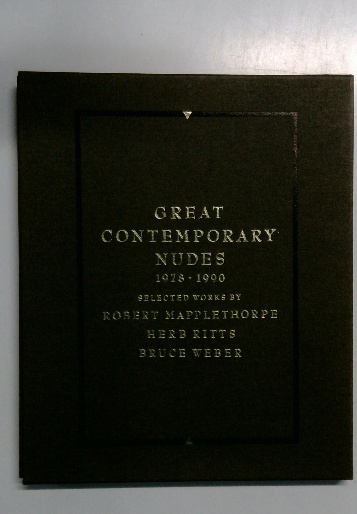 GREAT
CONTEMPORARY
NUDES
1978 · 1990
SELECTED WORKS BY
ROBERT MAPPLETHORPE
HERB RITTS
BRUCE WEBER